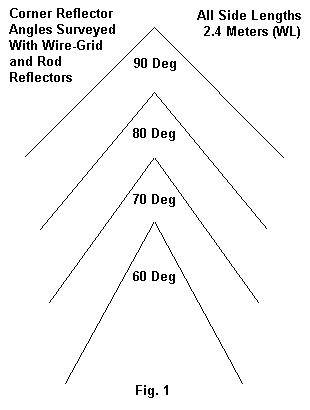 Corner Reflector
Angles Surveyed
With Wire-Grid
and Rod
Reflectors
All Side Lengths
2.4 Meters (WL)
90 Deg
80 Deg
70 Deg
60 Deg
Fig. 1